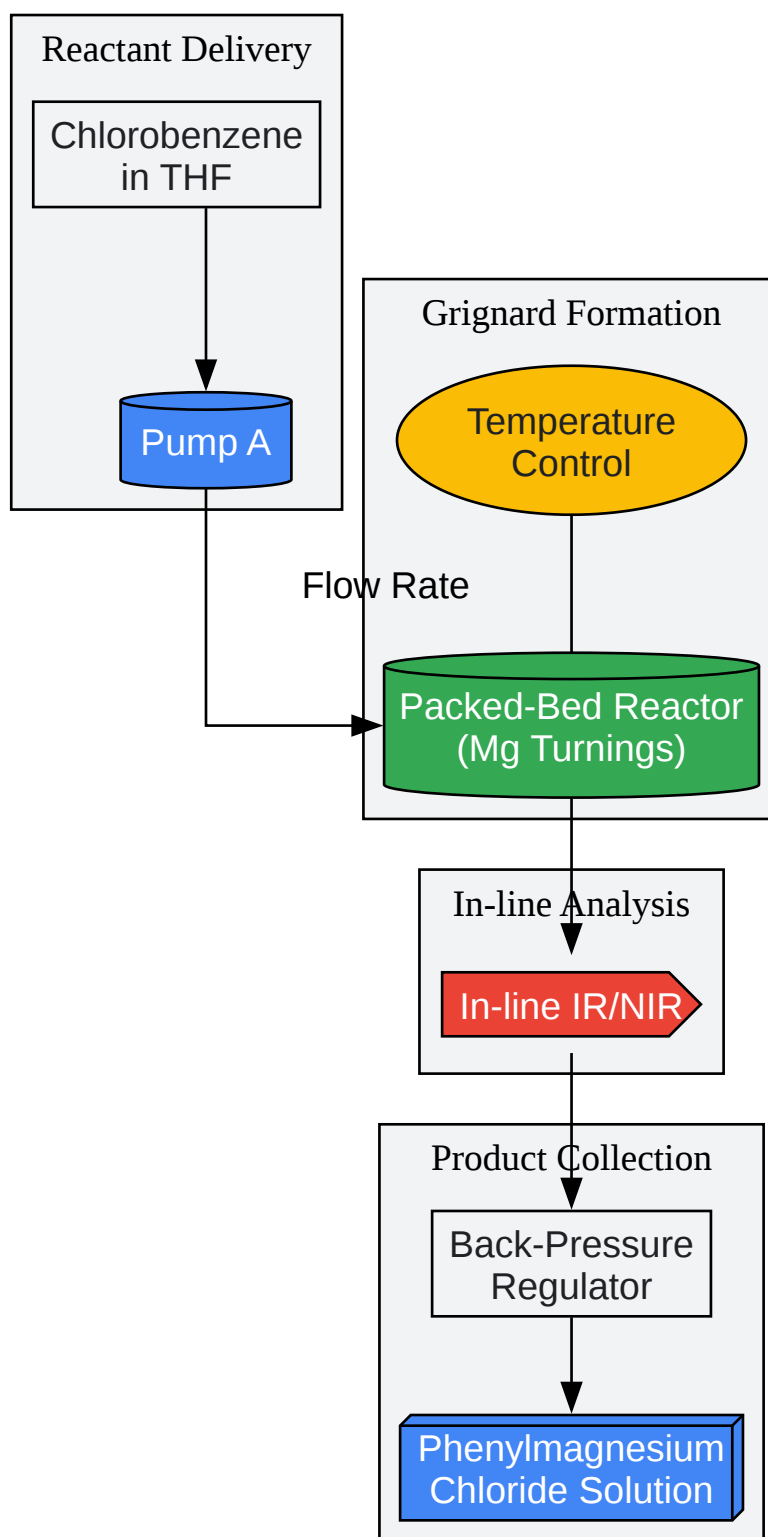 Reactant Delivery
Chlorobenzene
in THF
Pump A
Grignard Formation
Temperature
Control
Flow Rate
Packed-Bed Reactor
(Mg Turnings)
In-line Analysis
In-line IR/NIR
Product Collection
Back-Pressure
Regulator
Phenylmagnesium
Chloride Solution